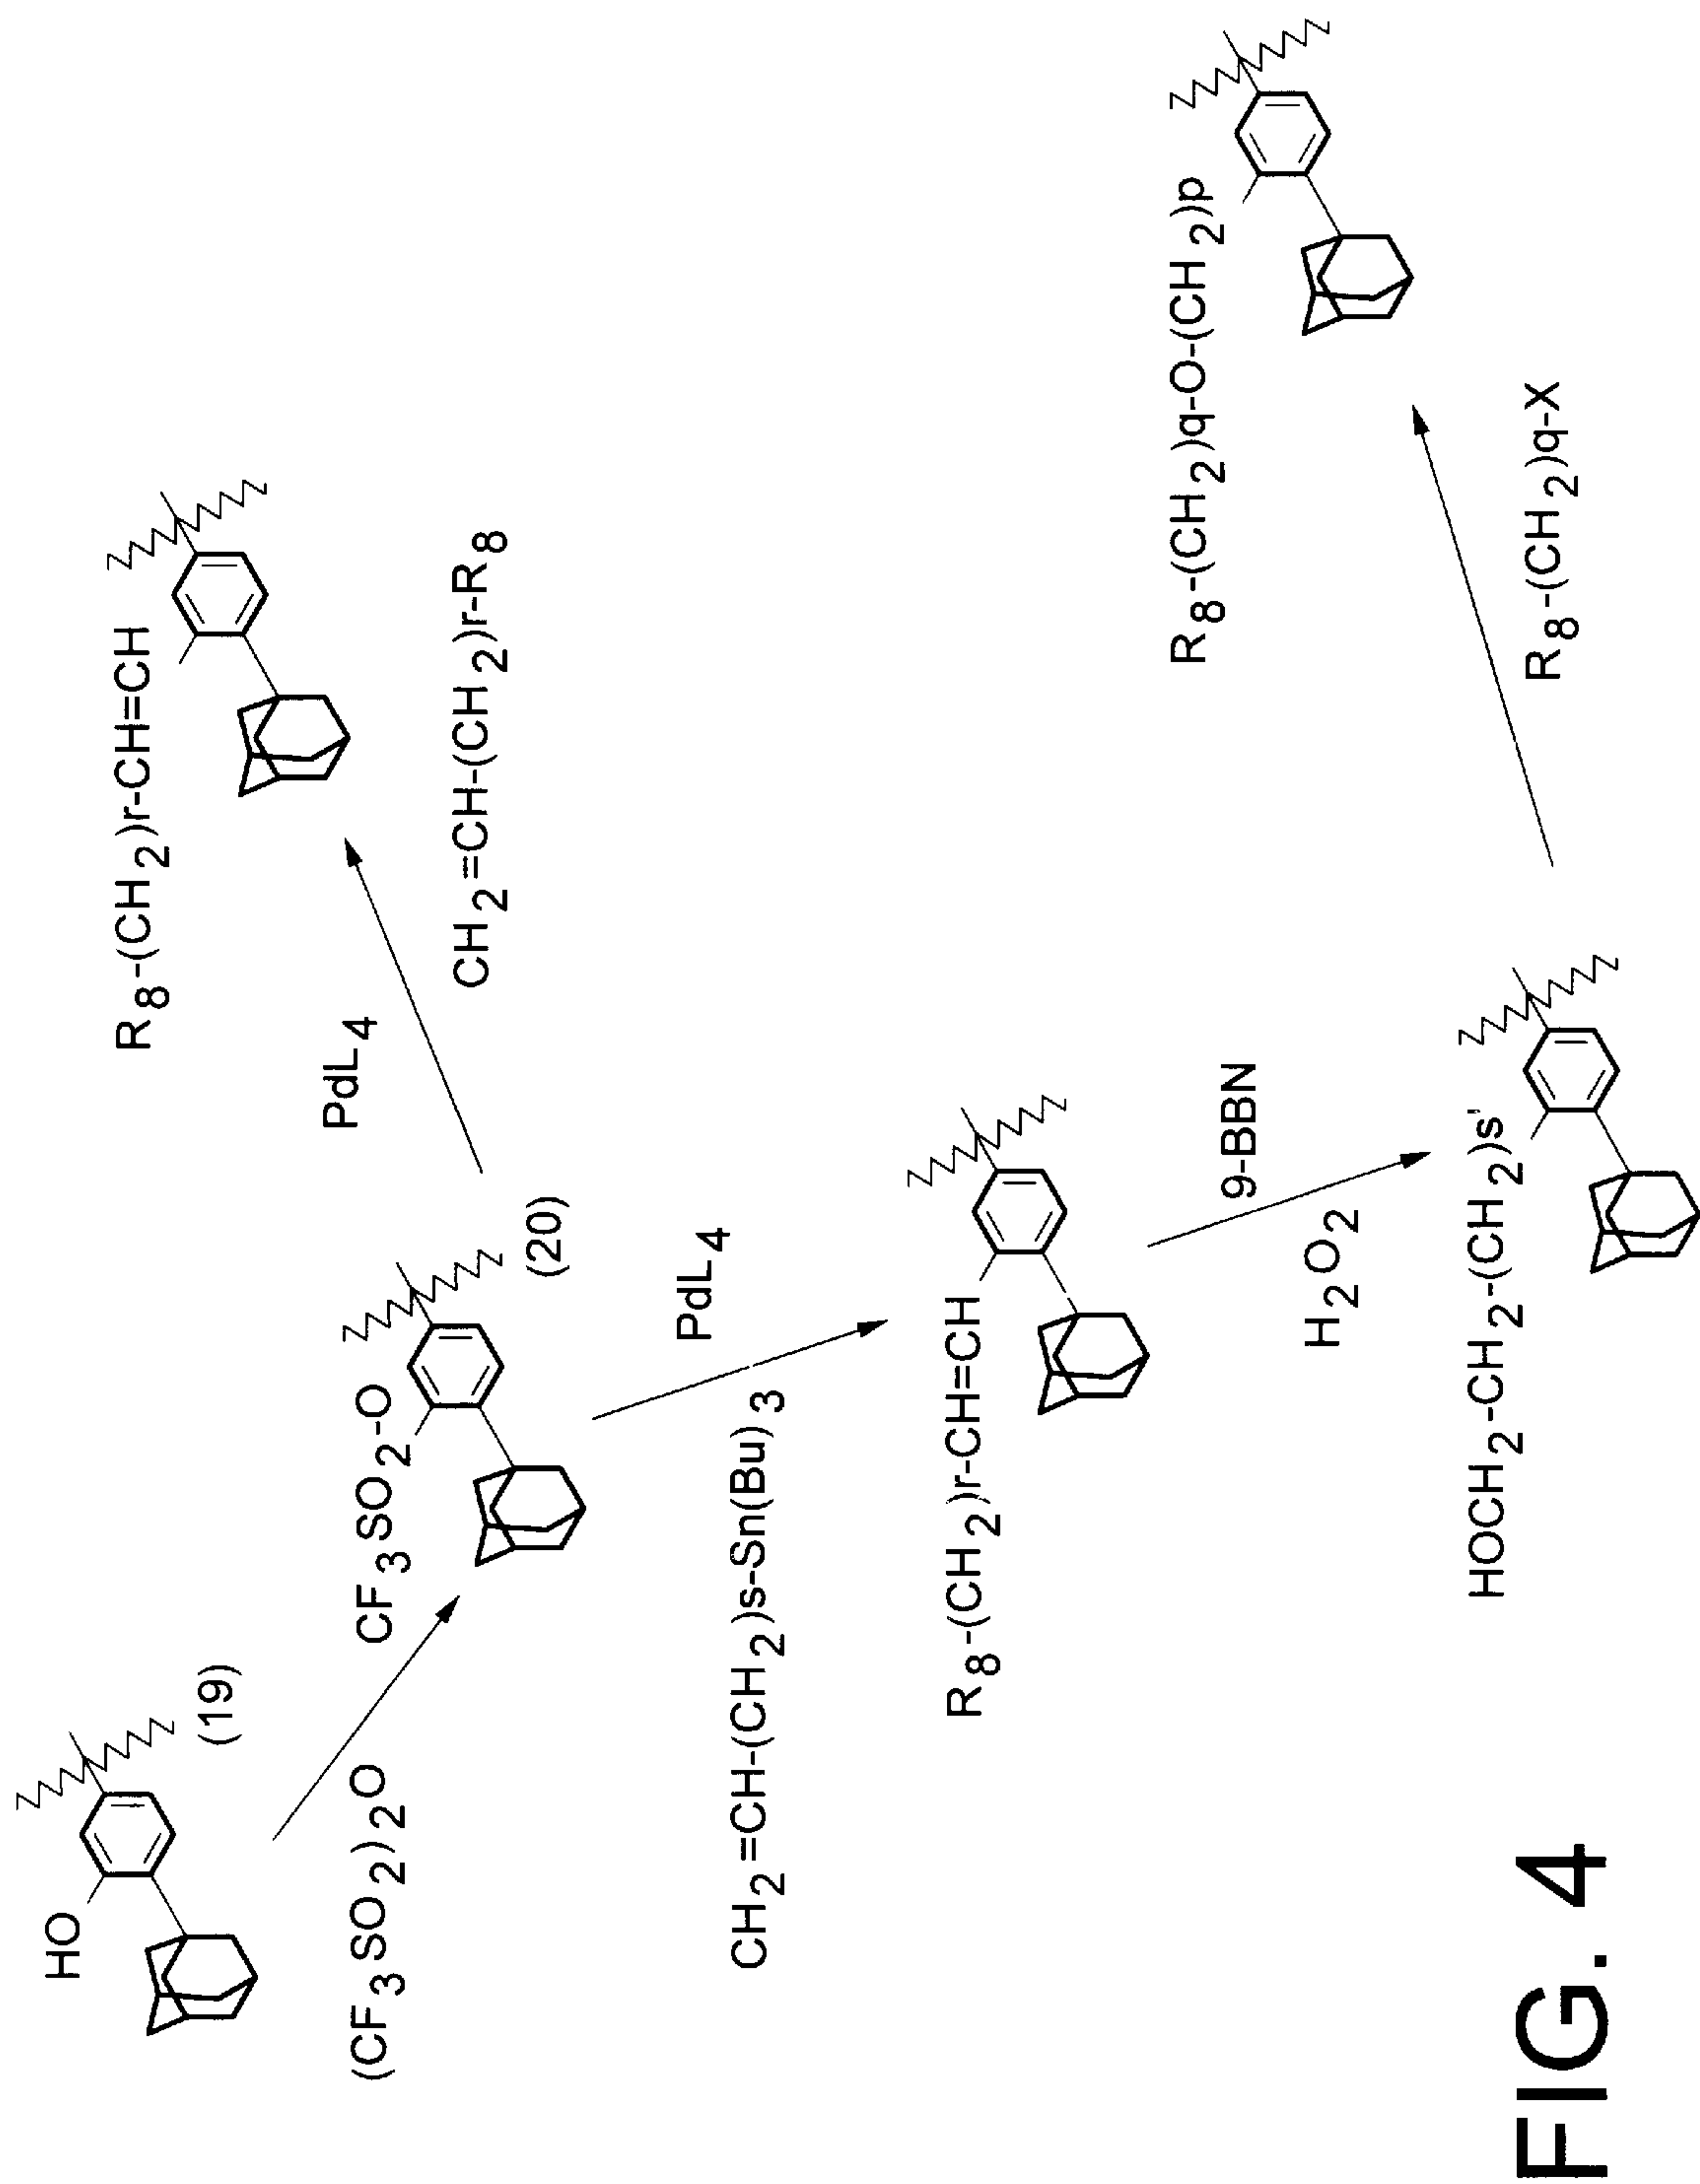 HO
(19)
(CF3SO2)2O
CF3SO2-O
(20)
PdL4
R8-(CH2)r-CH=CH
CH2=CH-(CH2)r-R8
CH2=CH-(CH2)s-Sn(Bu)3
PdL4
R8-(CH2)r-CH=CH
9-BBN
H2O2
HOCH2-CH2-(CH2)s'
R8-(CH2)q-X
R8-(CH2)q-O-(CH2)p
FIG. 4